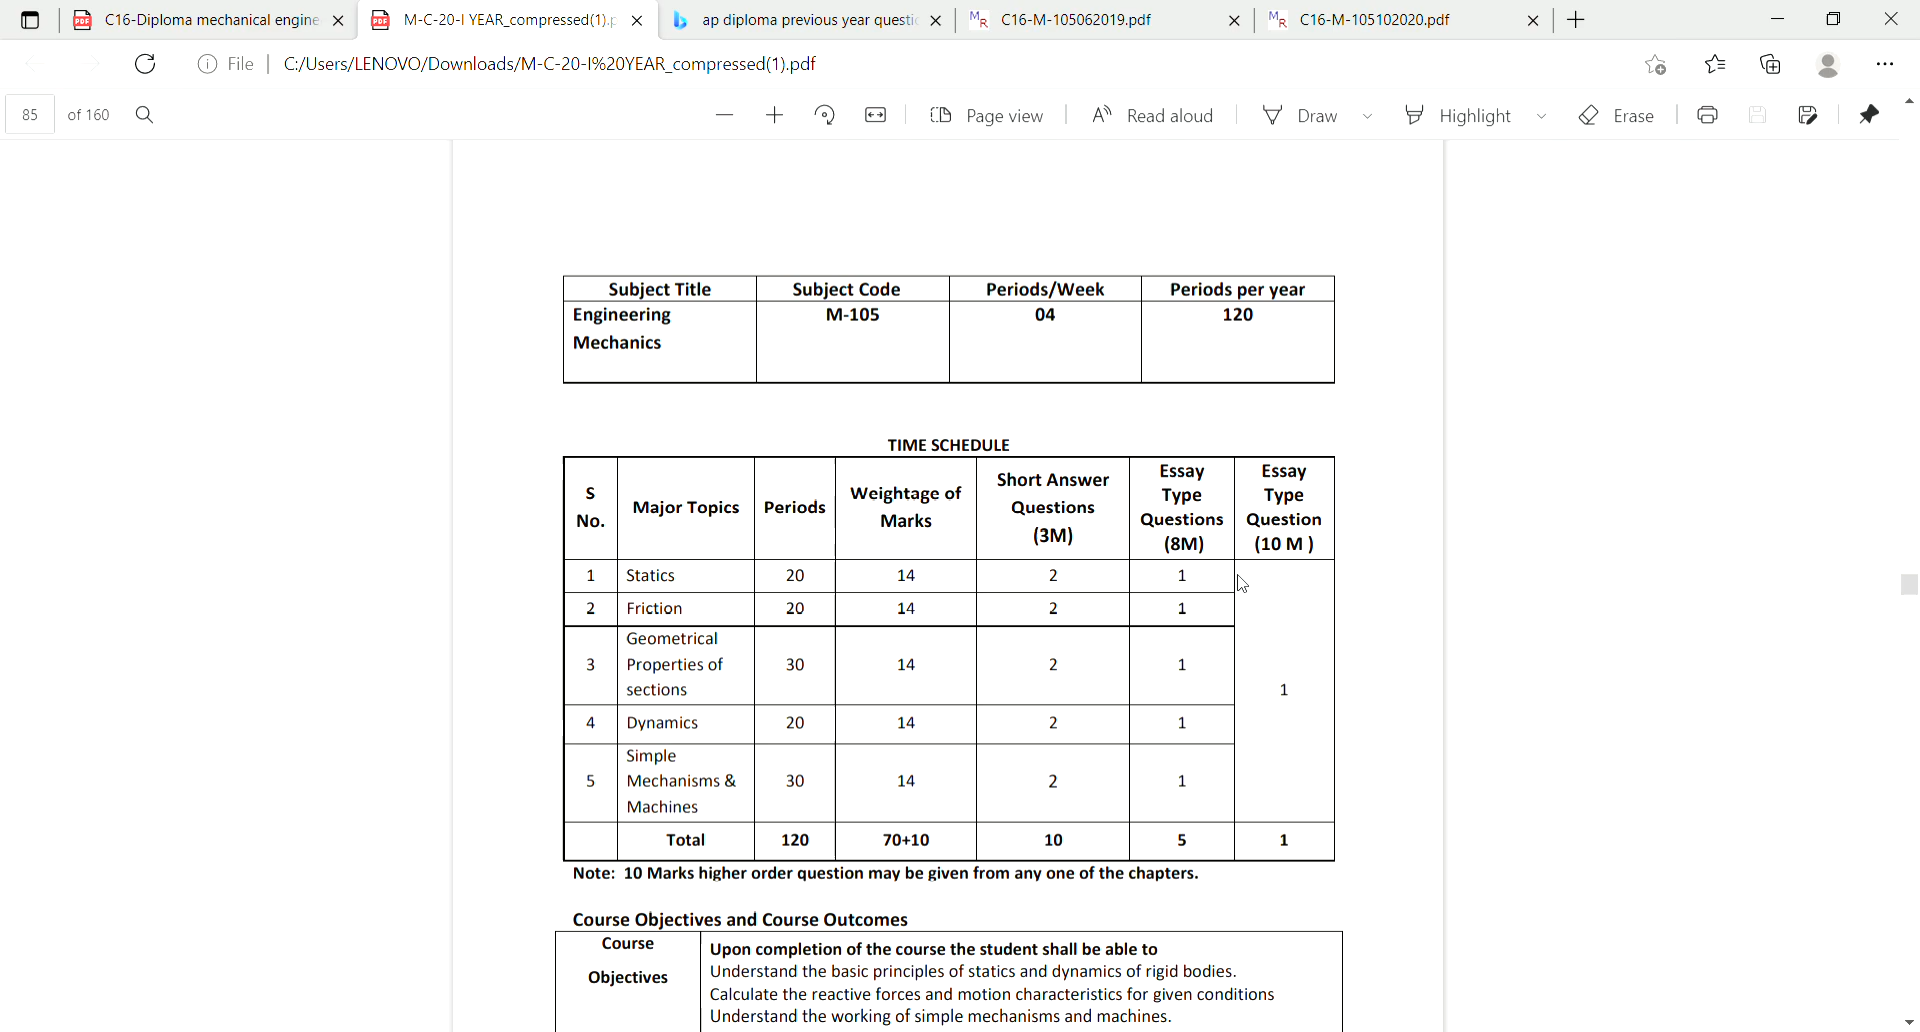 C16-Diploma mechanical engine
M-C-20-I YEAR_compressed(1).p
ap diploma previous year questic
C16-M-105062019.pdf
C16-M-105102020.pdf
File
C:/Users/LENOVO/Downloads/M-C-20-I%20YEAR_compressed(1).pdf
85 of 160
Page view
Read aloud
Draw
Highlight
Erase
Subject Title Subject Code Periods/Week Periods per year
Engineering M-105 04 120
Mechanics
TIME SCHEDULE
S No. Major Topics Periods Weightage of Marks Short Answer Questions (3M) Essay Type Questions (8M) Essay Type Question (10 M )
1 Statics 20 14 2 1
2 Friction 20 14 2 1
3 Geometrical Properties of sections 30 14 2 1
1
4 Dynamics 20 14 2 1
5 Simple Mechanisms & Machines 30 14 2 1
Total 120 70+10 10 5 1
Note: 10 Marks higher order question may be given from any one of the chapters.
Course Objectives and Course Outcomes
Course Objectives
Upon completion of the course the student shall be able to
Understand the basic principles of statics and dynamics of rigid bodies.
Calculate the reactive forces and motion characteristics for given conditions
Understand the working of simple mechanisms and machines.